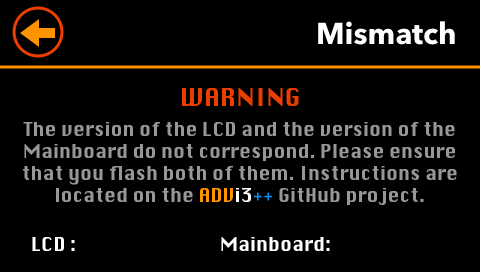 Mismatch
WARNING
The version of the LCD and the version of the
Mainboard do not correspond. Please ensure
that you flash both of them. Instructions are
located on the ADVi3++ GitHub project.
LCD: Mainboard: